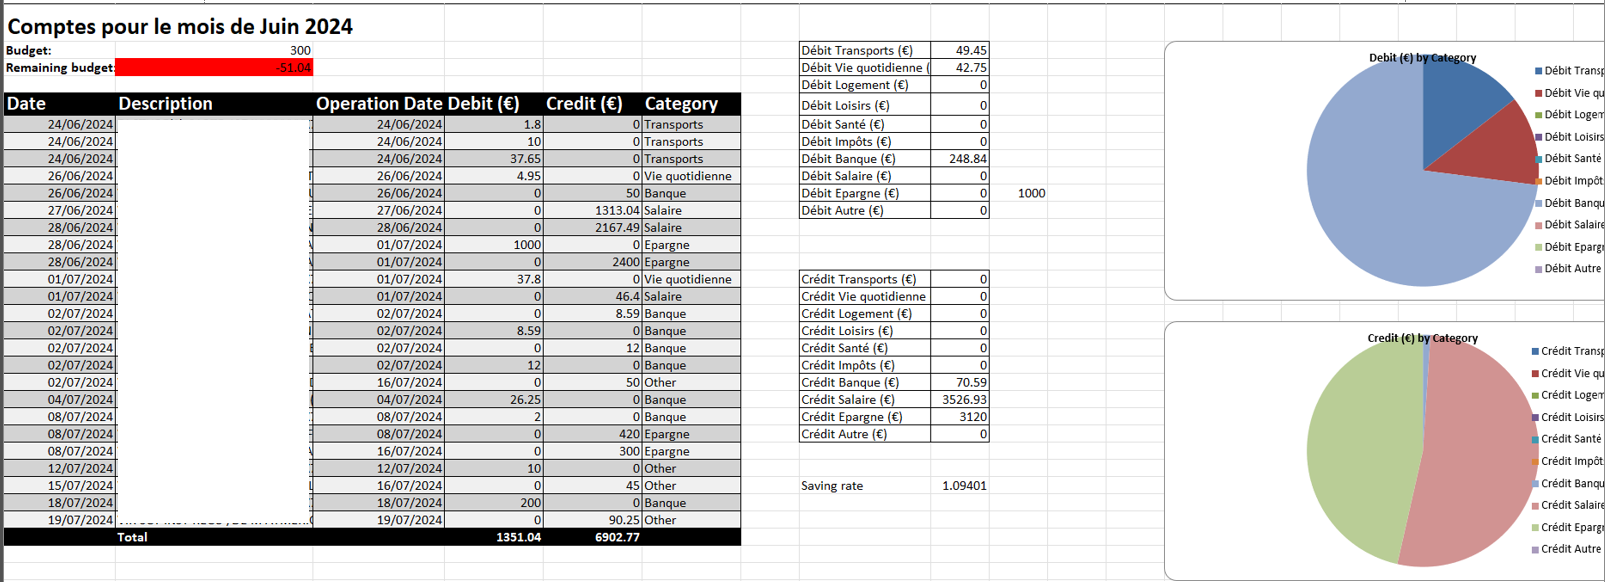 Comptes pour le mois de Juin 2024
Budget: 300
Remaining budget: -51.04
Date Description Operation Date Debit (€) Credit (€) Category
24/06/2024 24/06/2024 1.8 0 Transports
24/06/2024 24/06/2024 10 0 Transports
24/06/2024 24/06/2024 37.65 0 Transports
26/06/2024 26/06/2024 4.95 0 Vie quotidienne
26/06/2024 26/06/2024 0 50 Banque
27/06/2024 27/06/2024 0 1313.04 Salaire
28/06/2024 28/06/2024 0 2167.49 Salaire
28/06/2024 01/07/2024 1000 0 Epargne
28/06/2024 01/07/2024 0 2400 Epargne
01/07/2024 01/07/2024 37.8 0 Vie quotidienne
01/07/2024 01/07/2024 0 46.4 Salaire
02/07/2024 02/07/2024 0 8.59 Banque
02/07/2024 02/07/2024 8.59 0 Banque
02/07/2024 02/07/2024 0 12 Banque
02/07/2024 02/07/2024 12 0 Banque
02/07/2024 16/07/2024 0 50 Other
04/07/2024 04/07/2024 26.25 0 Banque
08/07/2024 08/07/2024 2 0 Banque
08/07/2024 08/07/2024 0 420 Epargne
08/07/2024 16/07/2024 0 300 Epargne
12/07/2024 12/07/2024 10 0 Other
15/07/2024 16/07/2024 0 45 Other
18/07/2024 18/07/2024 200 0 Banque
19/07/2024 19/07/2024 0 90.25 Other
Total 1351.04 6902.77
Débit Transports (€) 49.45
Débit Vie quotidienne ( 42.75
Débit Logement (€) 0
Débit Loisirs (€) 0
Débit Santé (€) 0
Débit Impôts (€) 0
Débit Banque (€) 248.84
Débit Salaire (€) 0
Débit Epargne (€) 0 1000
Débit Autre (€) 0
Crédit Transports (€) 0
Crédit Vie quotidienne 0
Crédit Logement (€) 0
Crédit Loisirs (€) 0
Crédit Santé (€) 0
Crédit Impôts (€) 0
Crédit Banque (€) 70.59
Crédit Salaire (€) 3526.93
Crédit Epargne (€) 3120
Crédit Autre (€) 0
Saving rate 1.09401
Debit (€) by Category
Débit Transp
Débit Vie qu
Débit Logem
Débit Loisirs
Débit Santé
Débit Impôt
Débit Banqu
Débit Salaire
Débit Epargn
Débit Autre
Credit (€) by Category
Crédit Transp
Crédit Vie qu
Crédit Logem
Crédit Loisirs
Crédit Santé
Crédit Impôt
Crédit Banqu
Crédit Salaire
Crédit Epargn
Crédit Autre